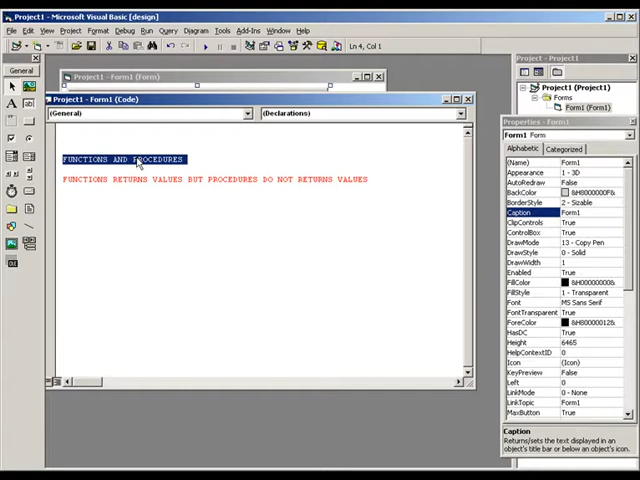 Project1 - Microsoft Visual Basic [design]
File Edit View Project Format Debug Run Query Diagram Tools Add-Ins Window Help
Ln 4, Col 1
General
Project1 - Form1 (Form)
Project1 - Form1 (Code)
(General) (Declarations)
FUNCTIONS AND PROCEDURES
FUNCTIONS RETURNS VALUES BUT PROCEDURES DO NOT RETURNS VALUES
Project - Project1
Project1 (Project1)
Forms
Form1 (Form1)
Properties - Form1
Form1 Form
Alphabetic Categorized
(Name) Form1
Appearance 1 - 3D
AutoRedraw False
BackColor &H8000000F&
BorderStyle 2 - Sizable
Caption Form1
ClipControls True
ControlBox True
DrawMode 13 - Copy Pen
DrawStyle 0 - Solid
DrawWidth 1
Enabled True
FillColor &H00000000&
FillStyle 1 - Transparent
Font MS Sans Serif
FontTransparent True
ForeColor &H80000012&
HasDC True
Height 6465
HelpContextID 0
Icon (Icon)
KeyPreview False
Left 0
LinkMode 0 - None
LinkTopic Form1
MaxButton True
Caption
Returns/sets the text displayed in an object's title bar or below an object's icon.